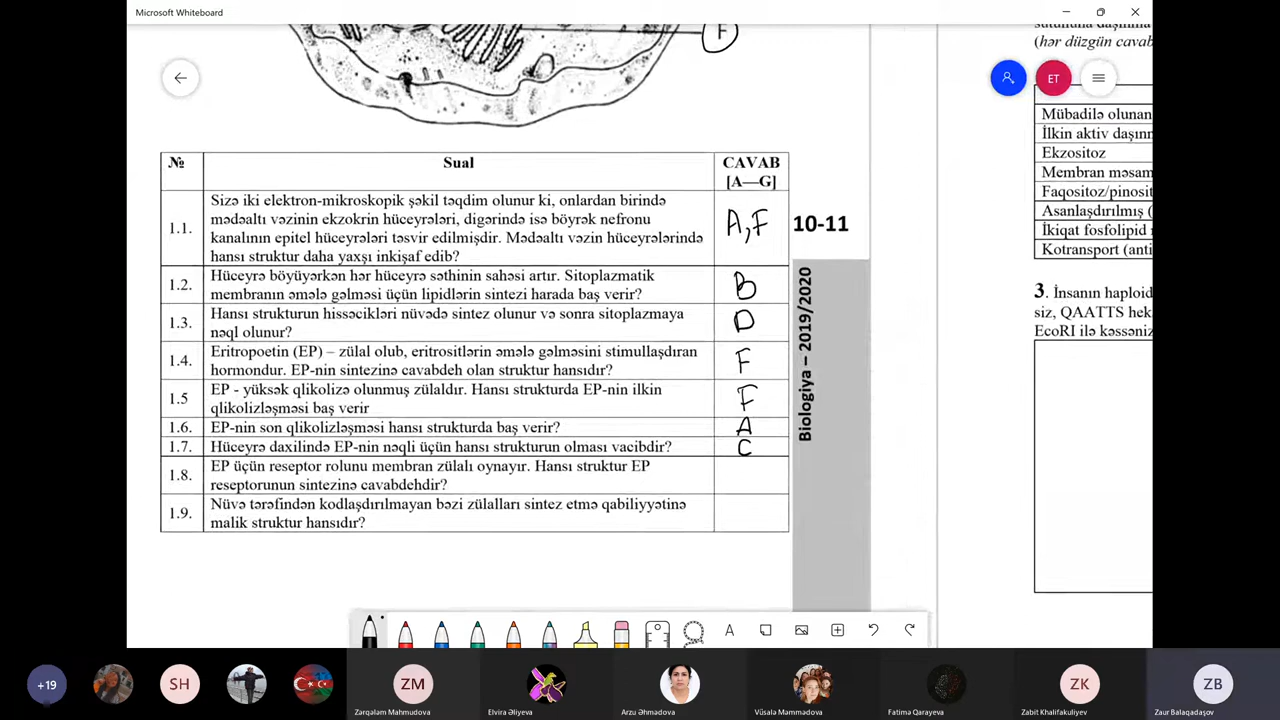 Microsoft Whiteboard
F
ET
№ Sual CAVAB
[A—G]
1.1. Sizə iki elektron-mikroskopik şəkil təqdim olunur ki, onlardan birində
mədəaltı vəzinin ekzokrin hüceyrələri, digərində isə böyrək nefronu
kanalının epitel hüceyrələri təsvir edilmişdir. Mədəaltı vəzin hüceyrələrində
hansı struktur daha yaxşı inkişaf edib?
A,F
1.2. Hüceyrə böyüyərkən hər hüceyrə səthinin sahəsi artır. Sitoplazmatik
membranın əmələ gəlməsi üçün lipidlərin sintezi harada baş verir?
B
1.3. Hansı strukturun hissəcikləri nüvədə sintez olunur və sonra sitoplazmaya
nəql olunur?
D
1.4. Eritropoetin (EP) – zülal olub, eritrositlərin əmələ gəlməsini stimullaşdıran
hormondur. EP-nin sintezinə cavabdeh olan struktur hansıdır?
F
1.5 EP - yüksək qlikolizə olunmuş zülaldır. Hansı strukturda EP-nin ilkin
qlikolizləşməsi baş verir
F
1.6. EP-nin son qlikolizləşməsi hansı strukturda baş verir?
A
1.7. Hüceyrə daxilində EP-nin nəqli üçün hansı strukturun olması vacibdir?
C
1.8. EP üçün reseptor rolunu membran zülalı oynayır. Hansı struktur EP
reseptorunun sintezinə cavabdehdir?
1.9. Nüvə tərəfindən kodlaşdırılmayan bəzi zülalları sintez etmə qabiliyyətinə
malik struktur hansıdır?
10-11
Biologiya – 2019/2020
(hər düzgün cavab
Mübadilə olunan
İlkin aktiv daşınm
Ekzositoz
Membran məsam
Faqositoz/pinosit
Asanlaşdırılmış (
İkiqat fosfolipid
Kotransport (anti
3. İnsanın haploid
siz, QAATTS hek
EcoRI ilə kəssəniz
A
+19
SH
ZM
ZK
ZB
Zərqələm Mahmudova
Elvira Əliyeva
Arzu Əhmədova
Vüsalə Məmmədova
Fatimə Qarayeva
Zabit Khalifakuliyev
Zaur Balaqadaşov